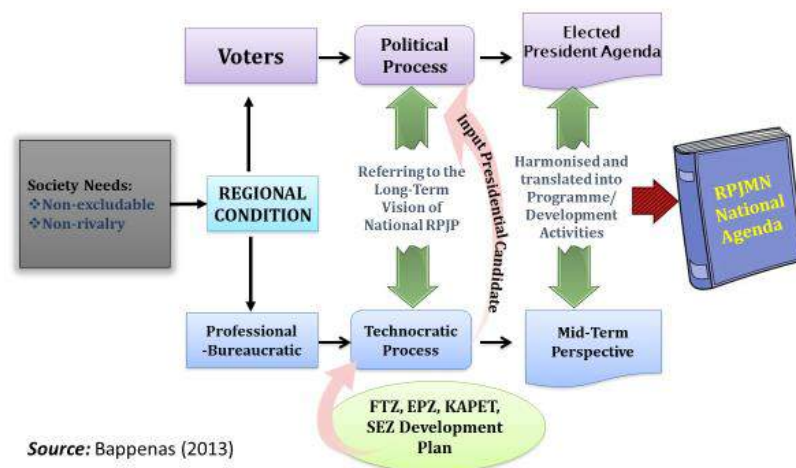 Voters
Political
Process
Elected
President Agenda
Society Needs:
❖Non-excludable
❖Non-rivalry
REGIONAL
CONDITION
Referring to the
Long-Term
Vision of
National RPJP
Input Presidential Candidate
Harmonised and
translated into
Programme/
Development
Activities
RPJMN
National
Agenda
Professional
-Bureaucratic
Technocratic
Process
Mid-Term
Perspective
FTZ, EPZ, KAPET,
SEZ Development
Plan
Source: Bappenas (2013)